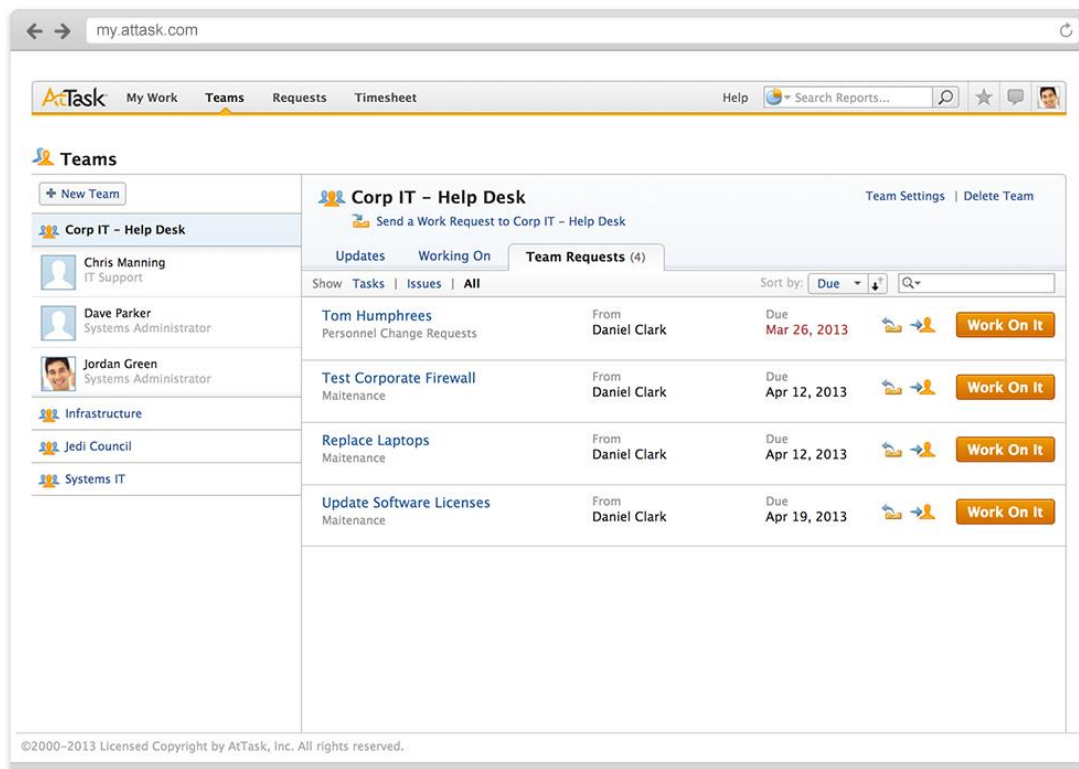 my.attask.com
AtTask My Work Teams Requests Timesheet Help Search Reports...
Teams
+ New Team
Corp IT – Help Desk
Chris Manning
IT Support
Dave Parker
Systems Administrator
Jordan Green
Systems Administrator
Infrastructure
Jedi Council
Systems IT
Corp IT – Help Desk
Team Settings | Delete Team
Send a Work Request to Corp IT – Help Desk
Updates Working On Team Requests (4)
Show Tasks | Issues | All Sort by: Due
Tom Humphrees From Due
Personnel Change Requests Daniel Clark Mar 26, 2013 Work On It
Test Corporate Firewall From Due
Maitenance Daniel Clark Apr 12, 2013 Work On It
Replace Laptops From Due
Maitenance Daniel Clark Apr 12, 2013 Work On It
Update Software Licenses From Due
Maitenance Daniel Clark Apr 19, 2013 Work On It
©2000–2013 Licensed Copyright by AtTask, Inc. All rights reserved.